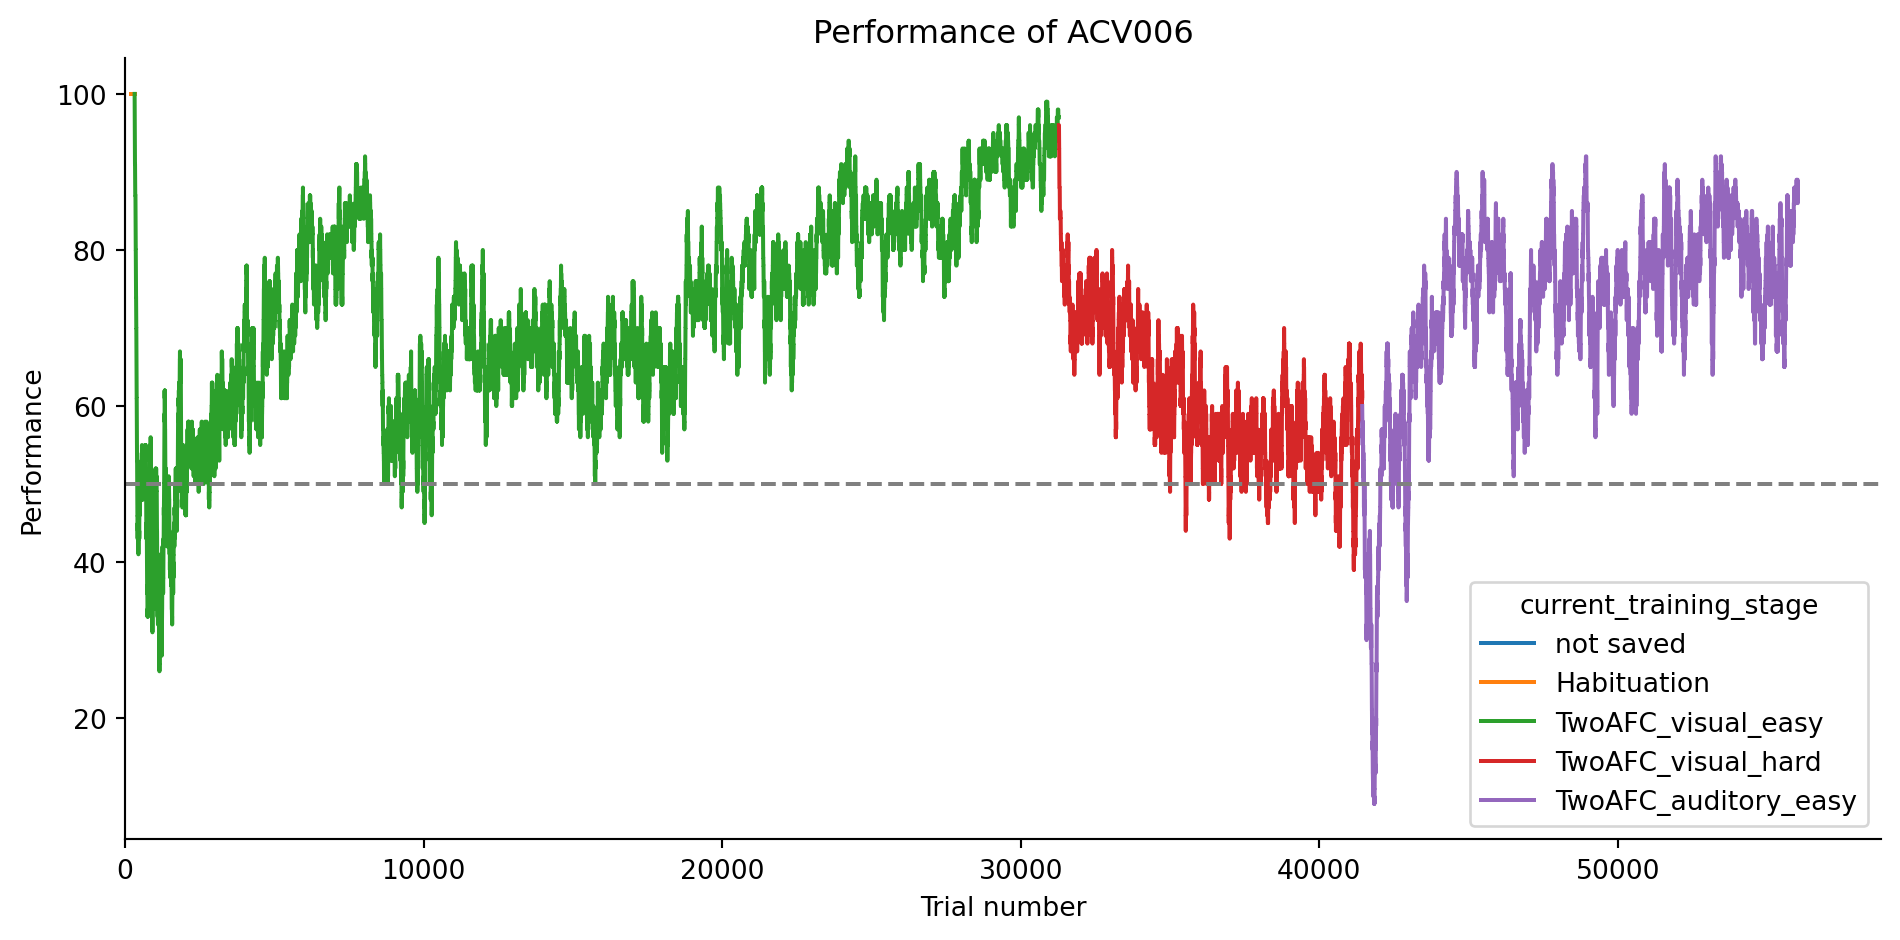 Performance of ACV006
Performance
100
80
60
40
20
0
10000
20000
30000
40000
50000
Trial number
current_training_stage
not saved
Habituation
TwoAFC_visual_easy
TwoAFC_visual_hard
TwoAFC_auditory_easy